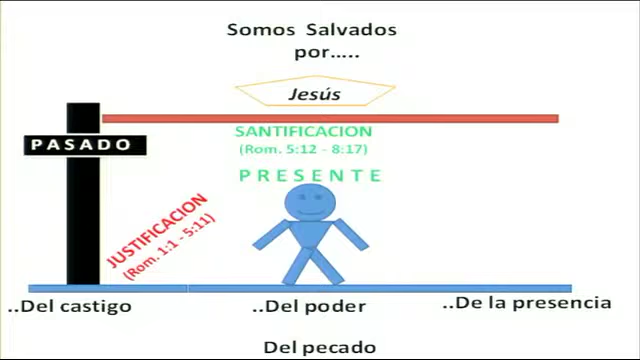 Somos Salvados
por.....
Jesús
PASADO
SANTIFICACION
(Rom. 5:12 - 8:17)
PRESENTE
JUSTIFICACION
(Rom. 1:1 - 5:11)
..Del castigo
..Del poder
..De la presencia
Del pecado